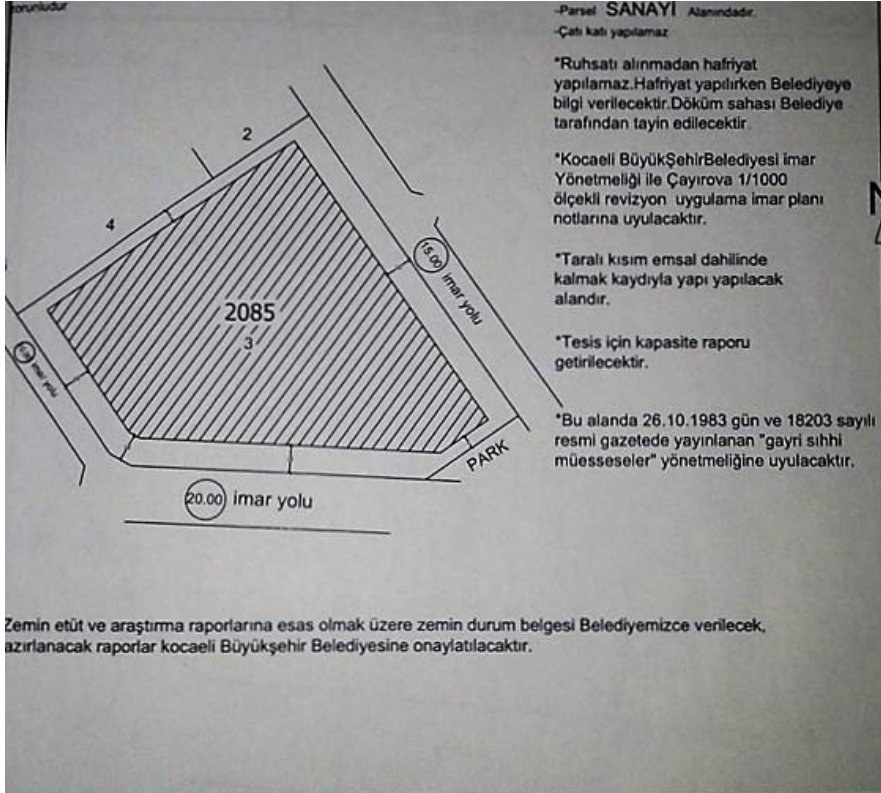 zorunludur
-Parsel SANAYİ Alanındadır.
-Çatı katı yapılamaz
*Ruhsatı alınmadan hafriyat
yapılamaz.Hafriyat yapılırken Belediyeye
bilgi verilecektir.Döküm sahası Belediye
tarafından tayin edilecektir.
*Kocaeli BüyükŞehirBelediyesi imar
Yönetmeliği ile Çayırova 1/1000
ölçekli revizyon uygulama imar planı
notlarına uyulacaktır.
*Taralı kısım emsal dahilinde
kalmak kaydıyla yapı yapılacak
alandır.
*Tesis için kapasite raporu
getirilecektir.
*Bu alanda 26.10.1983 gün ve 18203 sayılı
resmi gazetede yayınlanan "gayri sıhhi
müesseseler" yönetmeliğine uyulacaktır.
N
2
4
15.00 imar yolu
2085
3
imar yolu
PARK
20.00 imar yolu
Zemin etüt ve araştırma raporlarına esas olmak üzere zemin durum belgesi Belediyemizce verilecek,
azırlanacak raporlar kocaeli Büyükşehir Belediyesine onaylatılacaktır.